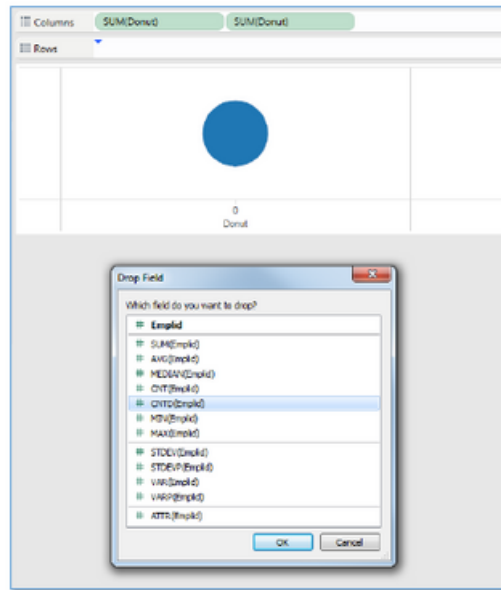 Columns SUM(Donut) SUM(Donut)
Rows
0
Donut
Drop Field
Which field do you want to drop?
Emplid
SUM(Emplid)
AVG(Emplid)
MEDIAN(Emplid)
CNT(Emplid)
CNTD(Emplid)
MIN(Emplid)
MAX(Emplid)
STDEV(Emplid)
STDEVP(Emplid)
VAR(Emplid)
VARP(Emplid)
ATTR(Emplid)
OK Cancel